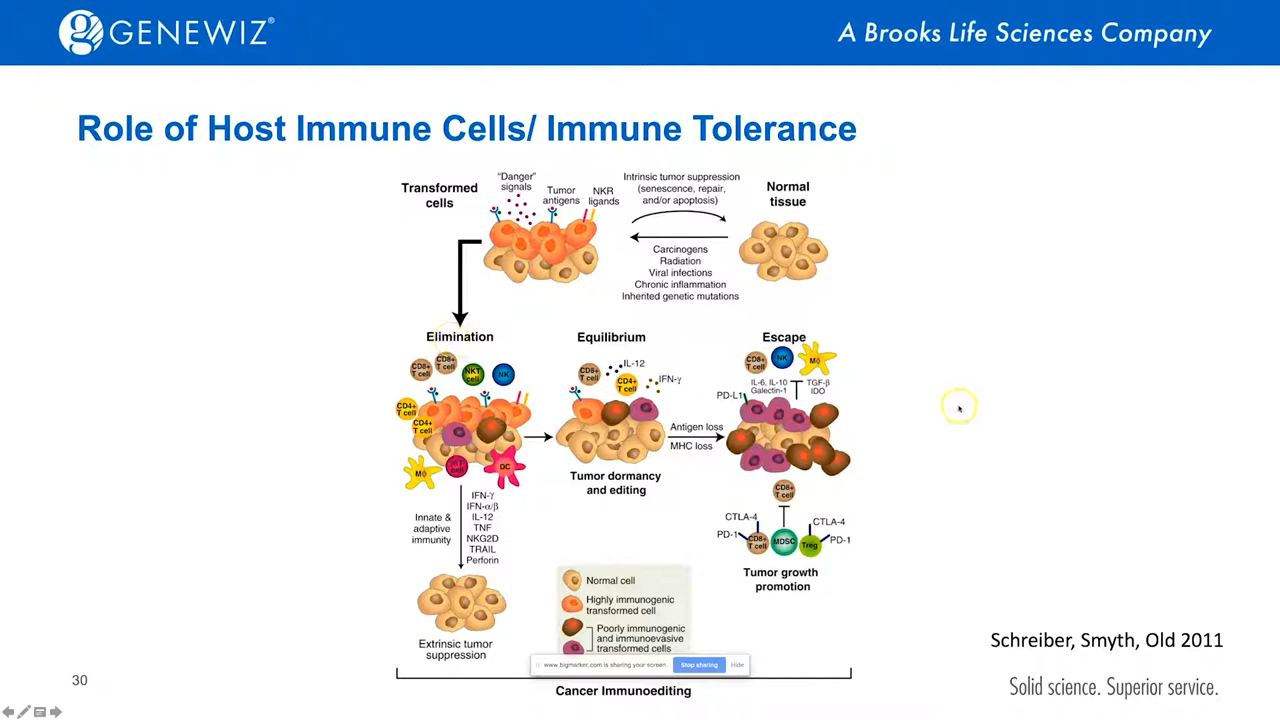 GENEWIZ®
A Brooks Life Sciences Company
Role of Host Immune Cells/ Immune Tolerance
Transformed
cells
"Danger"
signals
Tumor
antigens
NKR
ligands
Intrinsic tumor suppression
(senescence, repair,
and/or apoptosis)
Normal
tissue
Carcinogens
Radiation
Viral infections
Chronic inflammation
Inherited genetic mutations
Elimination
Equilibrium
Escape
CD8+
T cell
CD8+
T cell
NKT
cell
NK
CD4+
T cell
CD4+
T cell
Mϕ
γδT
cell
DC
CD8+
T cell
IL-12
CD4+
T cell
IFN-γ
Antigen loss
MHC loss
Tumor dormancy
and editing
CD8+
T cell
NK
Mϕ
IL-6, IL-10
Galectin-1
TGF-β
IDO
PD-L1
CD8+
T cell
CTLA-4
PD-1
CD8+
T cell
MDSC
Treg
CTLA-4
PD-1
Tumor growth
promotion
Innate &
adaptive
immunity
IFN-γ
IFN-α/β
IL-12
TNF
NKG2D
TRAIL
Perforin
Extrinsic tumor
suppression
Normal cell
Highly immunogenic
transformed cell
Poorly immunogenic
and immunoevasive
transformed cells
www.bigmarker.com is sharing your screen.
Stop sharing
Hide
Cancer Immunoediting
Schreiber, Smyth, Old 2011
30
Solid science. Superior service.